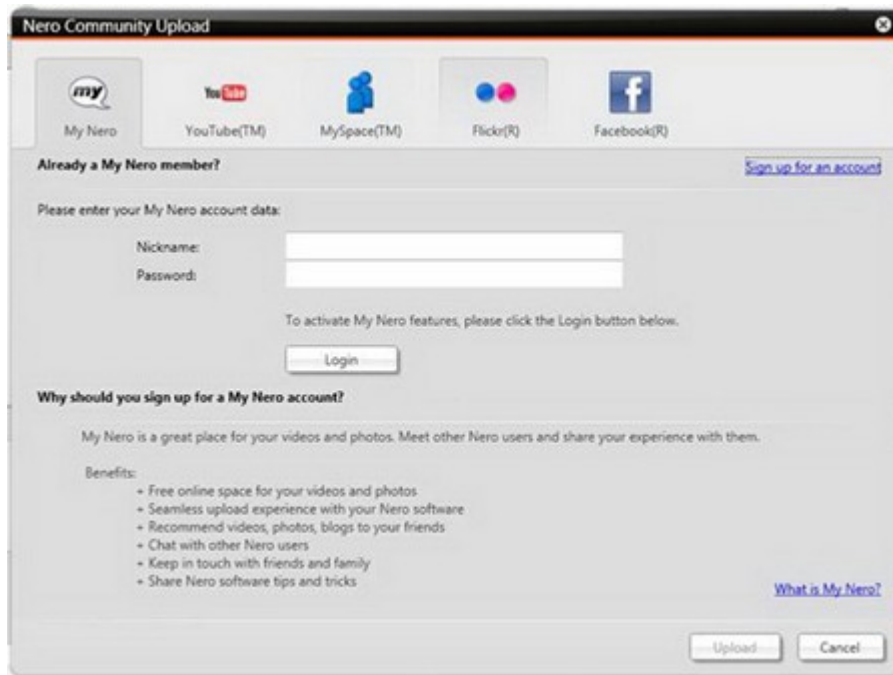 Nero Community Upload
my
You Tube
f
My Nero YouTube(TM) MySpace(TM) Flickr(R) Facebook(R)
Already a My Nero member?
Sign up for an account
Please enter your My Nero account data:
Nickname:
Password:
To activate My Nero features, please click the Login button below.
Login
Why should you sign up for a My Nero account?
My Nero is a great place for your videos and photos. Meet other Nero users and share your experience with them.
Benefits:
+ Free online space for your videos and photos
+ Seamless upload experience with your Nero software
+ Recommend videos, photos, blogs to your friends
+ Chat with other Nero users
+ Keep in touch with friends and family
+ Share Nero software tips and tricks
What is My Nero?
Upload Cancel